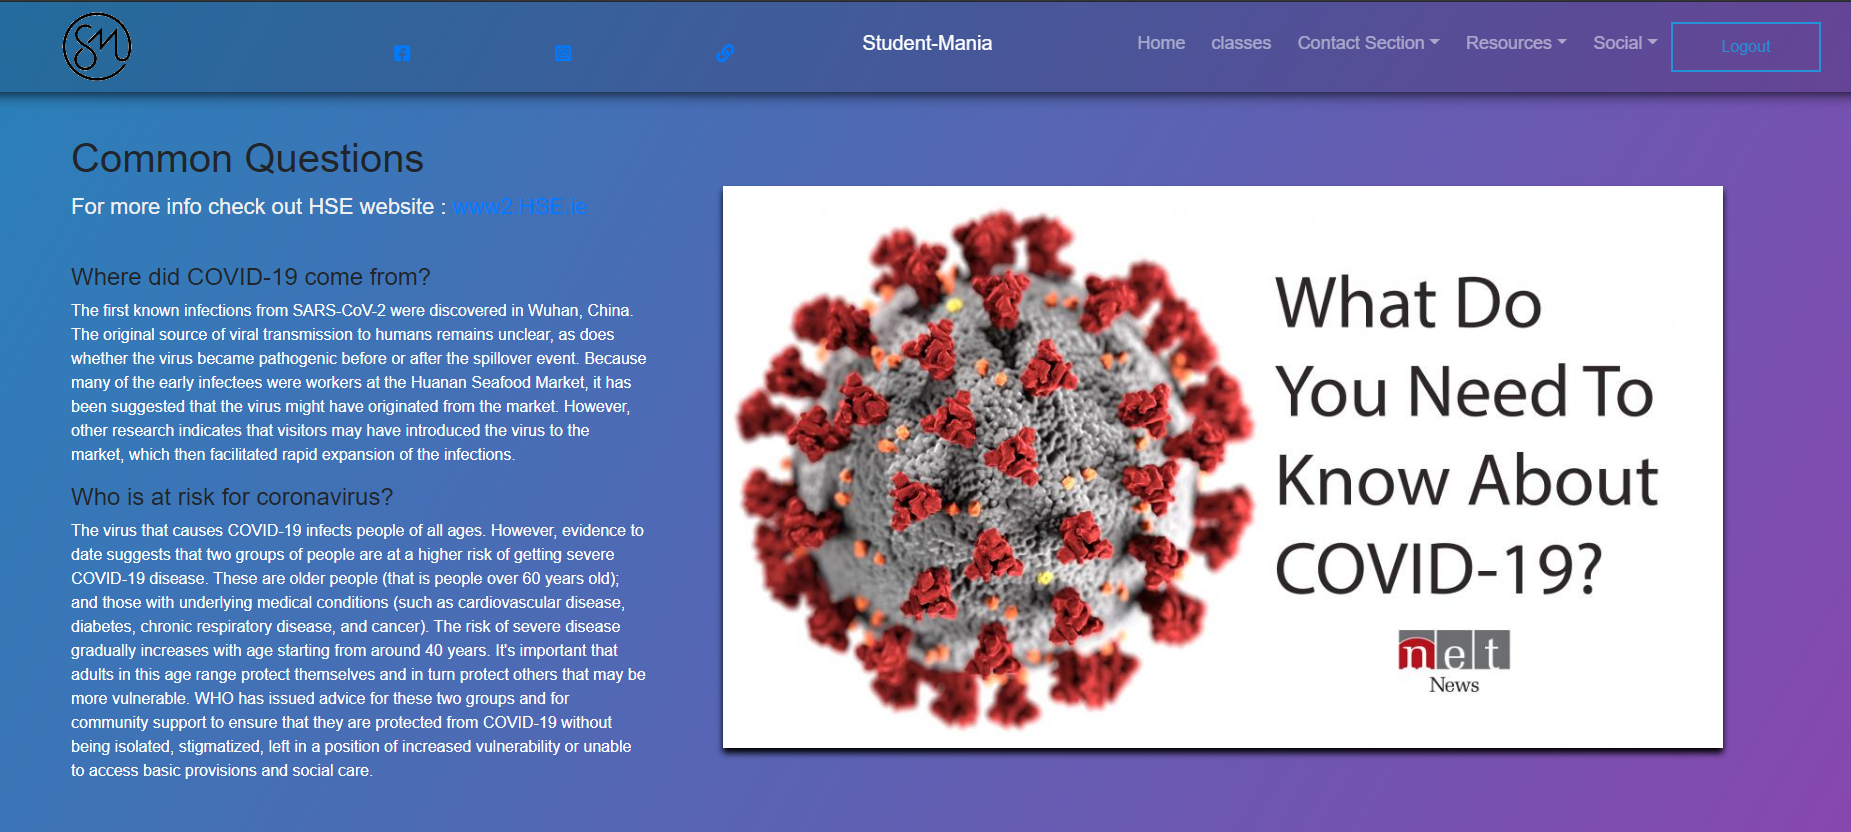 SM
Student-Mania
Home
classes
Contact Section
Resources
Social
Logout
Common Questions
For more info check out HSE website : www2.HSE.ie
Where did COVID-19 come from?
The first known infections from SARS-CoV-2 were discovered in Wuhan, China.
The original source of viral transmission to humans remains unclear, as does
whether the virus became pathogenic before or after the spillover event. Because
many of the early infectees were workers at the Huanan Seafood Market, it has
been suggested that the virus might have originated from the market. However,
other research indicates that visitors may have introduced the virus to the
market, which then facilitated rapid expansion of the infections.
Who is at risk for coronavirus?
The virus that causes COVID-19 infects people of all ages. However, evidence to
date suggests that two groups of people are at a higher risk of getting severe
COVID-19 disease. These are older people (that is people over 60 years old);
and those with underlying medical conditions (such as cardiovascular disease,
diabetes, chronic respiratory disease, and cancer). The risk of severe disease
gradually increases with age starting from around 40 years. It's important that
adults in this age range protect themselves and in turn protect others that may be
more vulnerable. WHO has issued advice for these two groups and for
community support to ensure that they are protected from COVID-19 without
being isolated, stigmatized, left in a position of increased vulnerability or unable
to access basic provisions and social care.
What Do
You Need To
Know About
COVID-19?
net
News